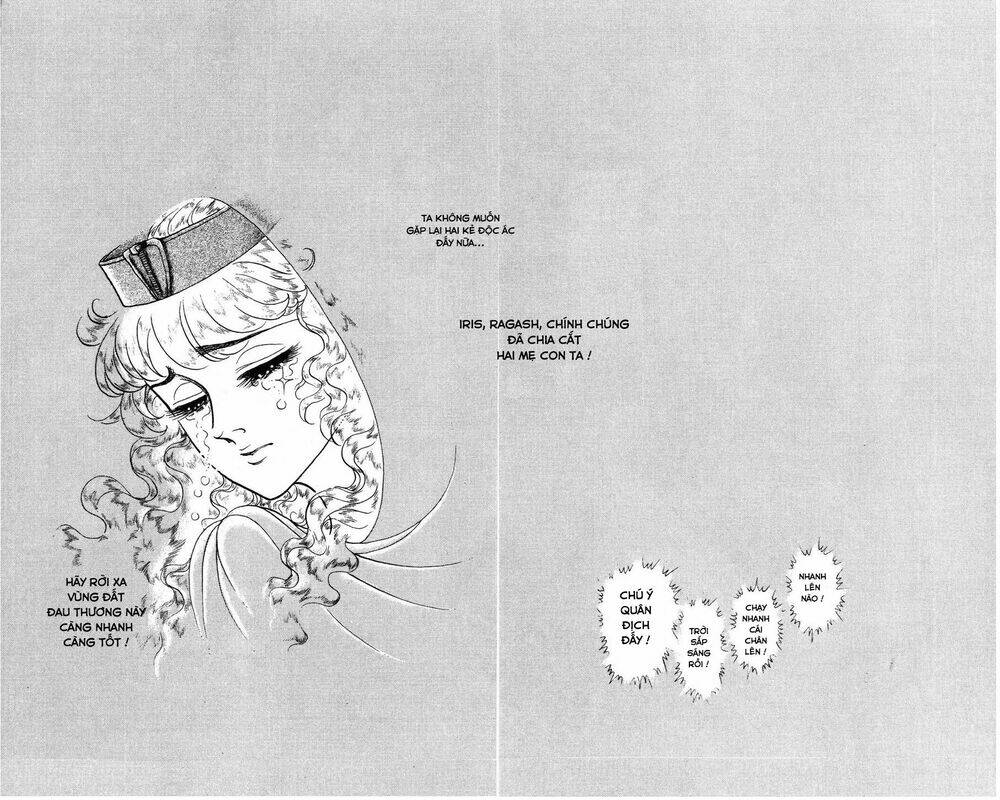 TA KHÔNG MUỐN
GẶP LẠI HAI KẺ ĐỘC ÁC
ĐẤY NỮA...
IRIS, RAGASH, CHÍNH CHÚNG
ĐÃ CHIA CẮT
HAI MẸ CON TA !
HÃY RỜI XA
VÙNG ĐẤT
ĐAU THƯƠNG NÀY
CÀNG NHANH
CÀNG TỐT !
CHÚ Ý
QUÂN
ĐỊCH
ĐẤY !
TRỜI
SẮP
SÁNG
RỒI !
CHẠY
NHANH
CÁI
CHÂN
LÊN !
NHANH
LÊN
NÀO !